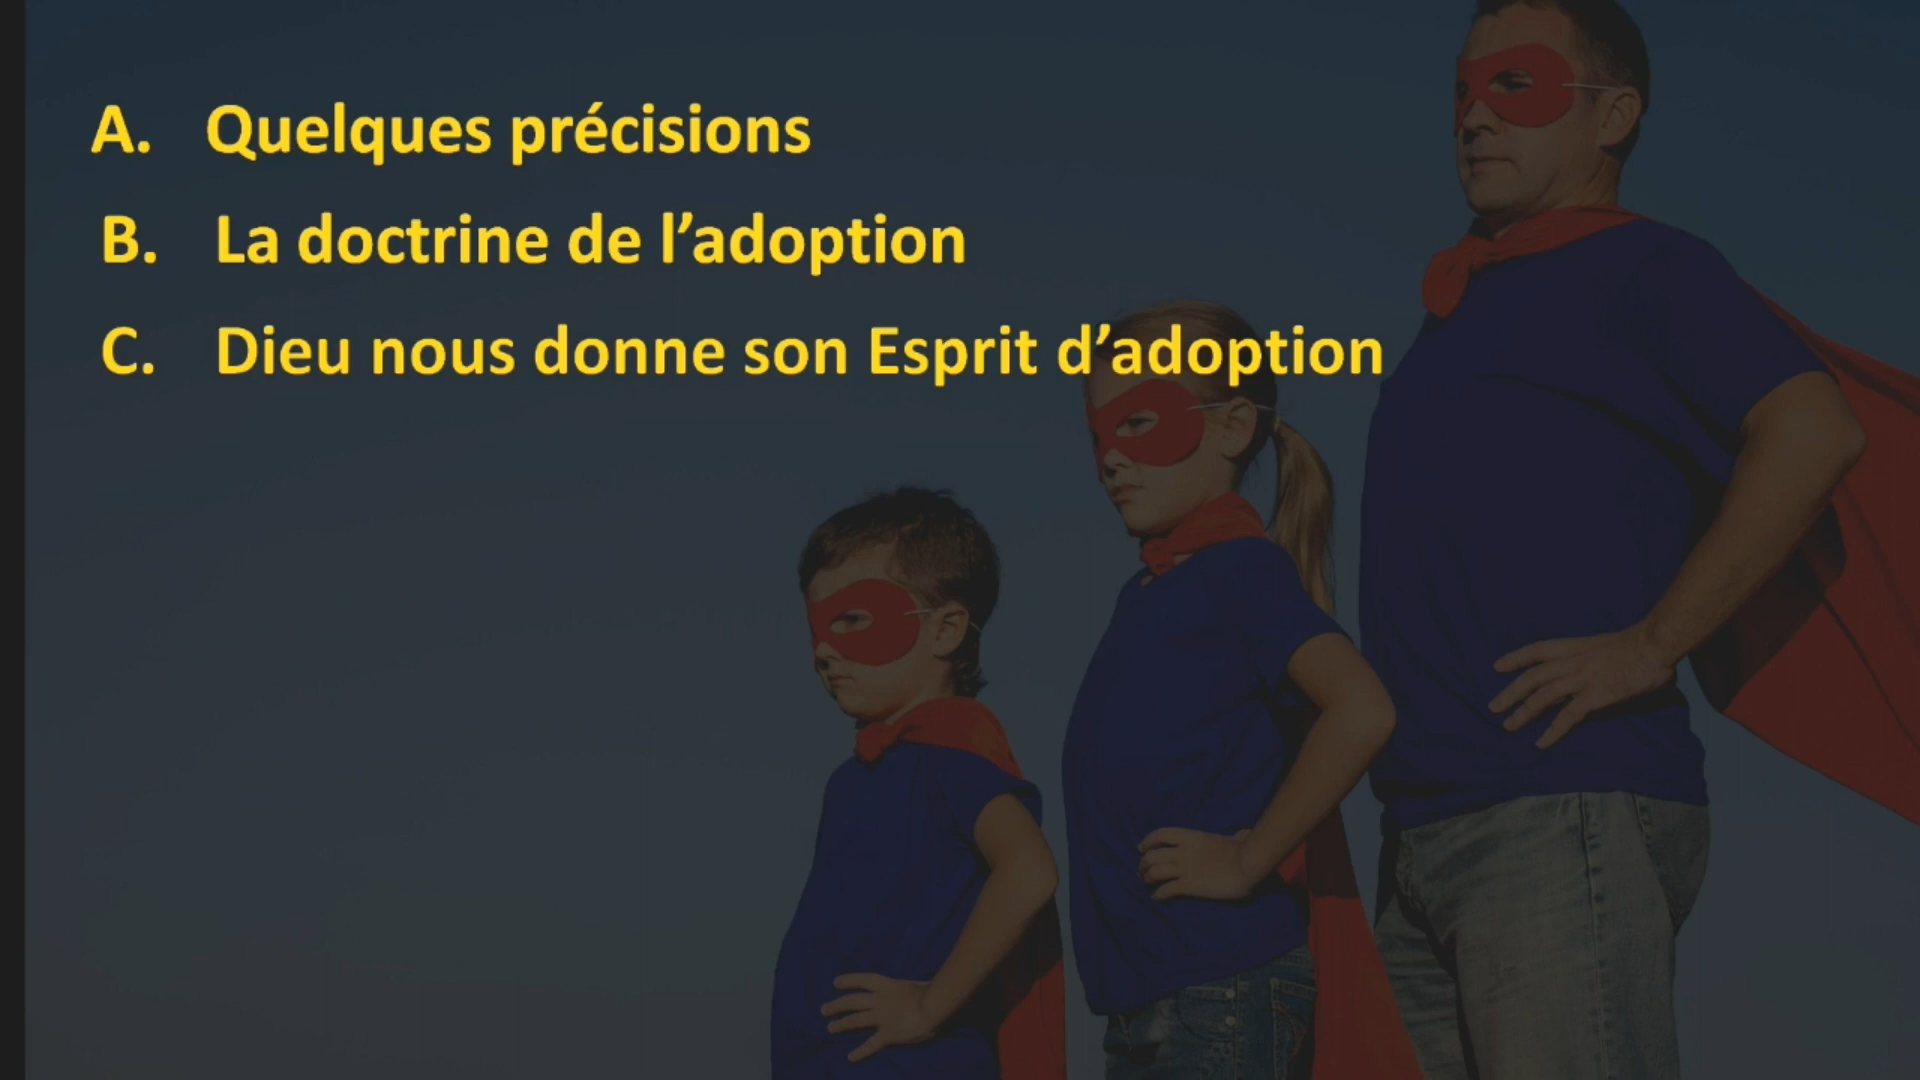 A. Quelques précisions
B. La doctrine de l’adoption
C. Dieu nous donne son Esprit d’adoption